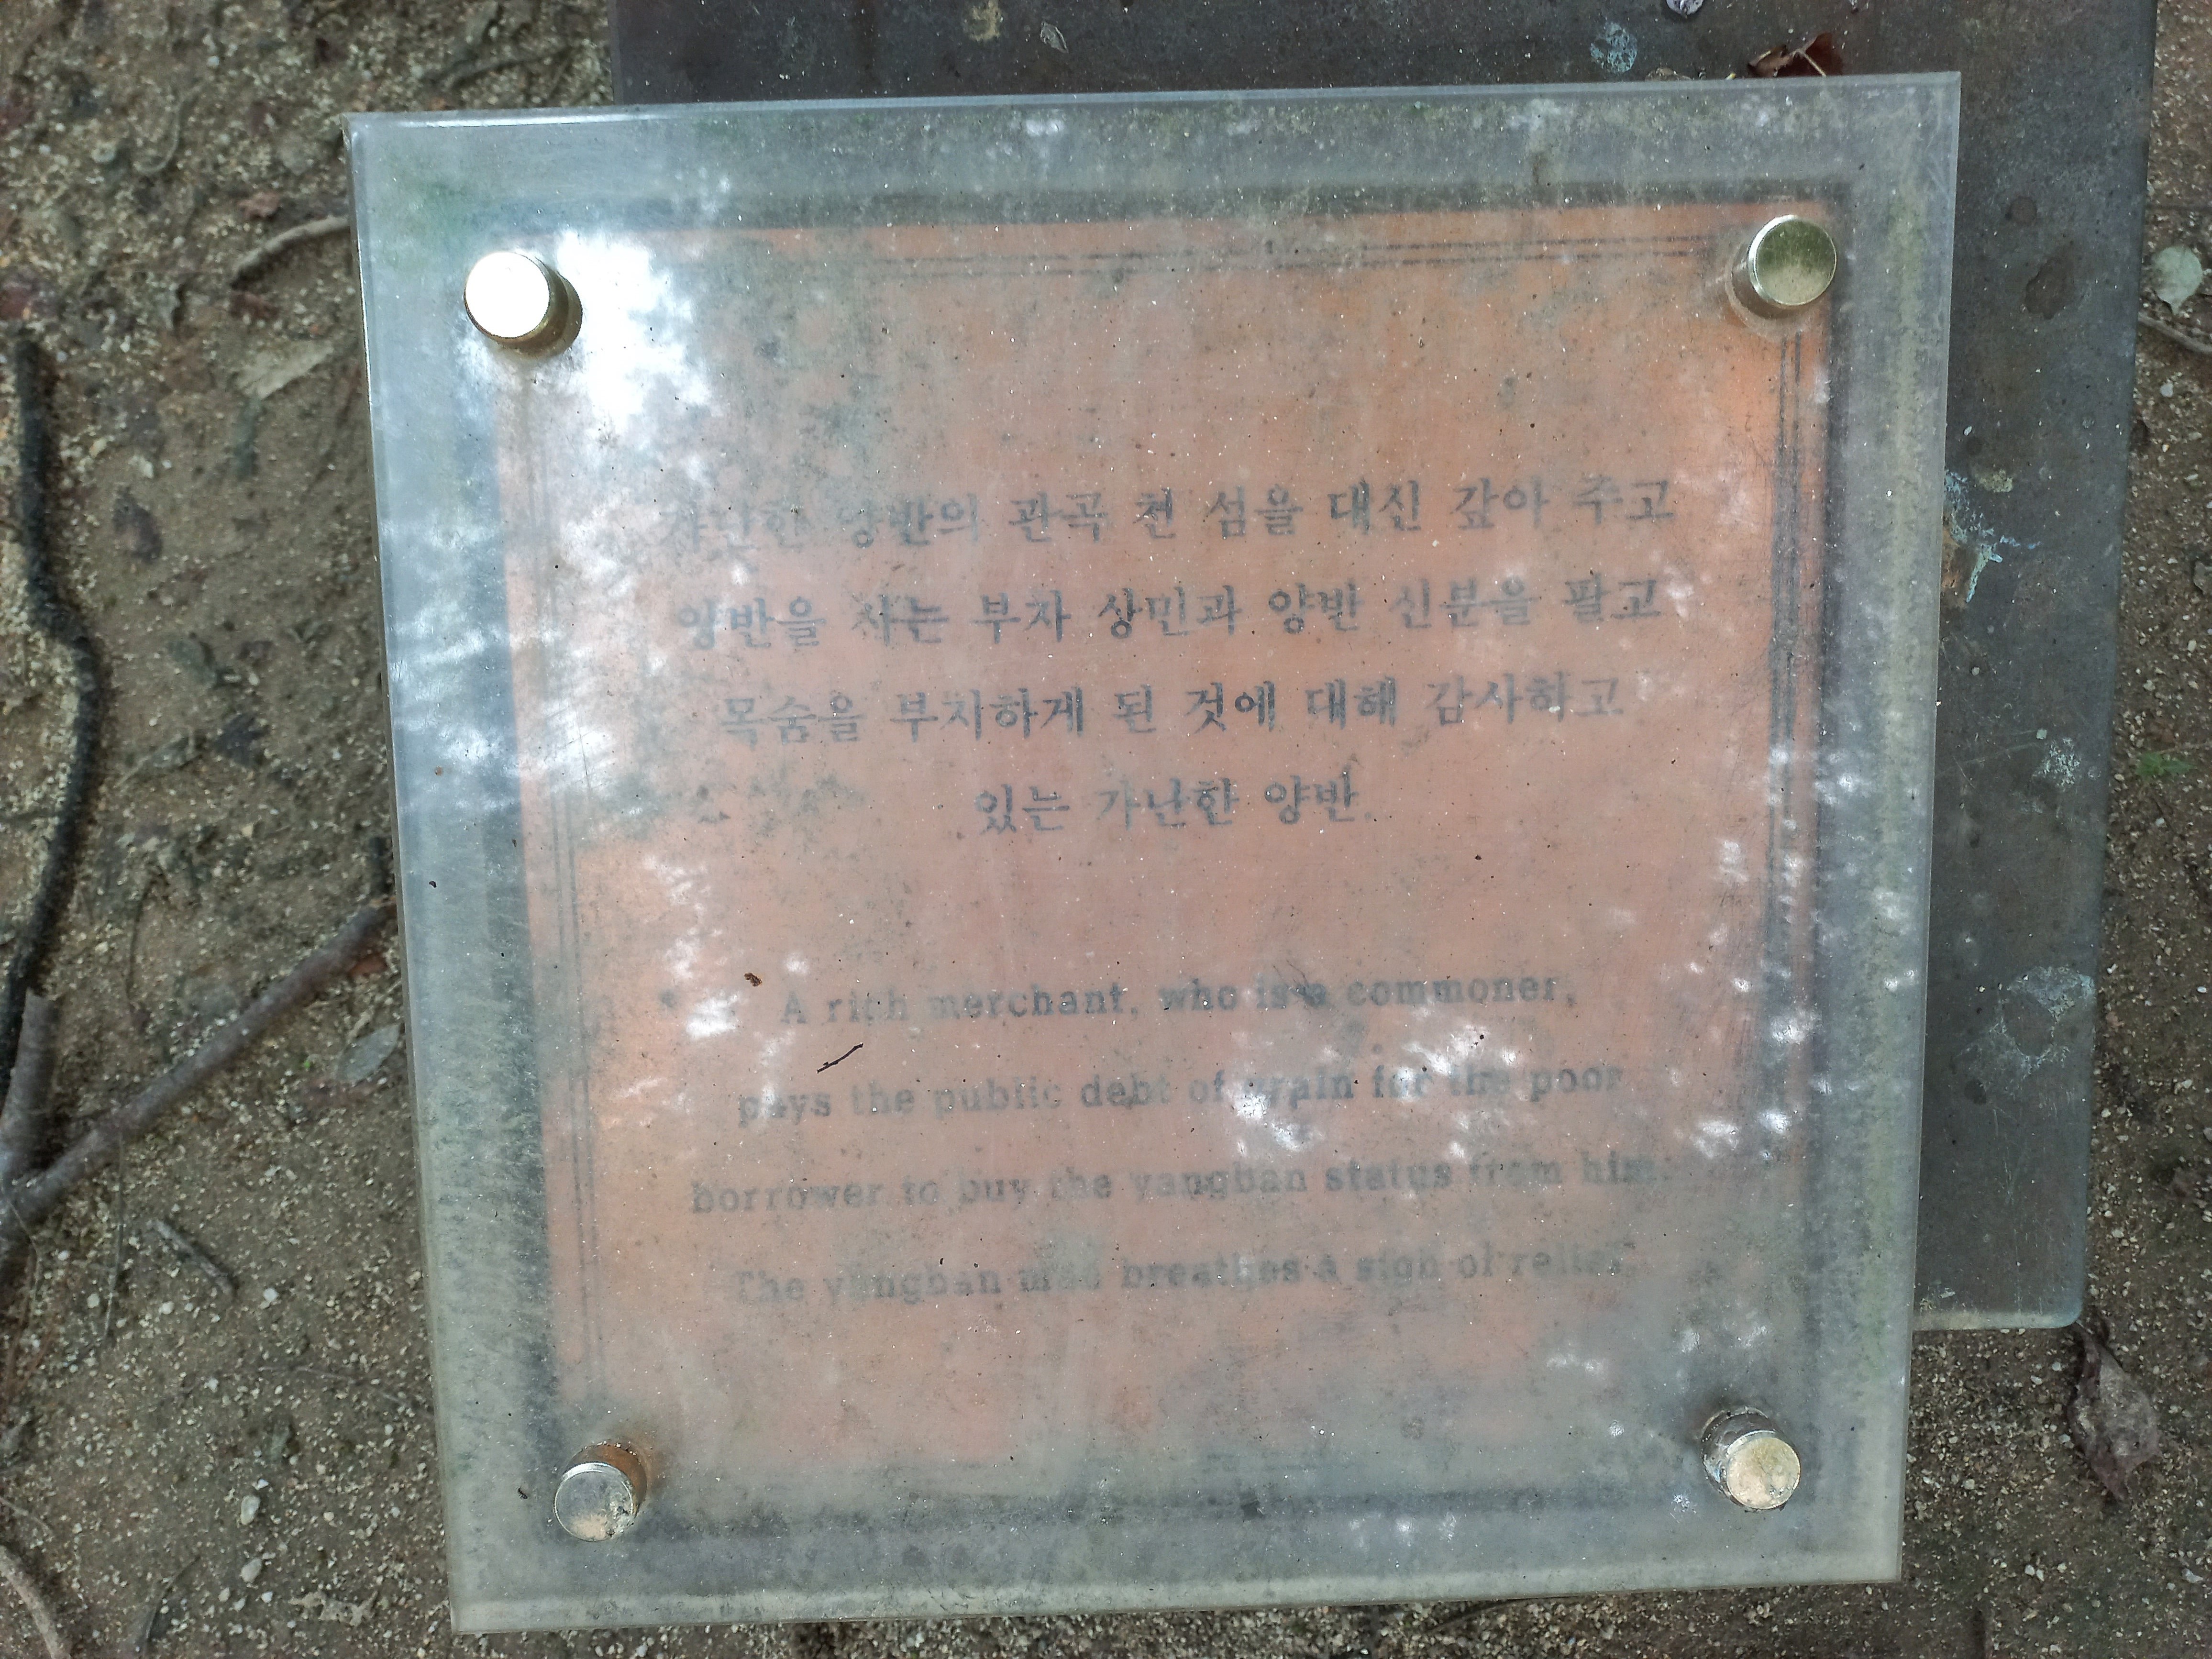 가난한 양반의 관곡 천 섬을 대신 갚아 주고
양반을 사는 부자 상민과 양반 신분을 팔고
목숨을 부지하게 된 것에 대해 감사하고
있는 가난한 양반.
A rich merchant, who is a commoner,
pays the public debt of grain for the poor
borrower to buy the yangban status from him.
The yangban man breathes a sigh of relief.